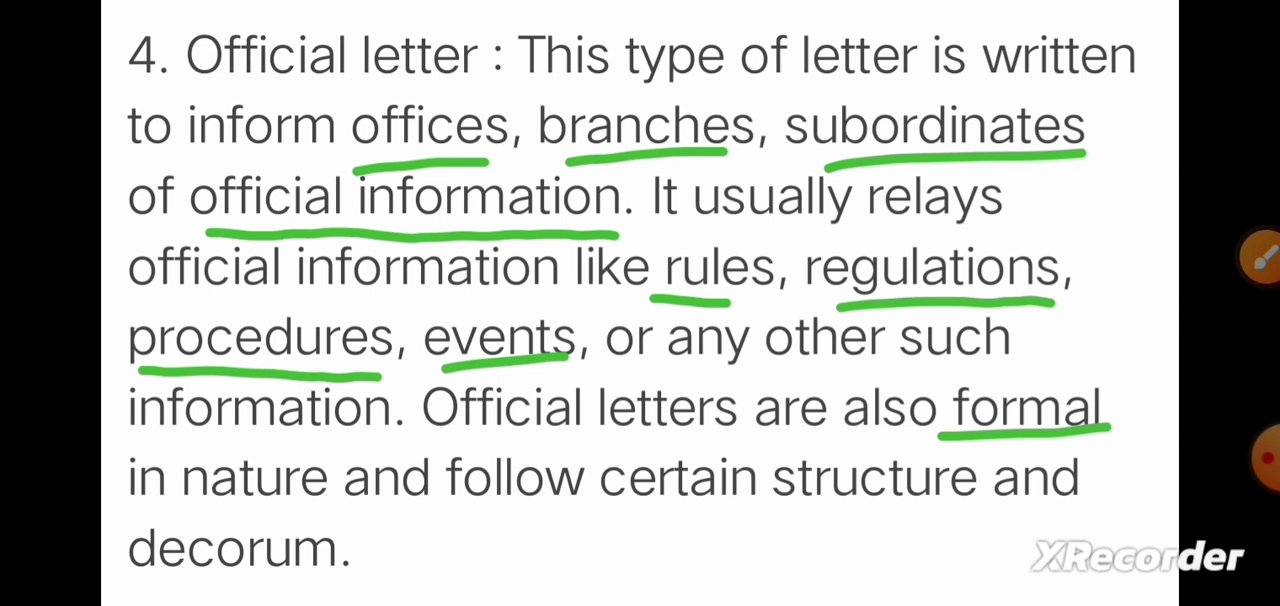 4. Official letter : This type of letter is written
to inform offices, branches, subordinates
of official information. It usually relays
official information like rules, regulations,
procedures, events, or any other such
information. Official letters are also formal
in nature and follow certain structure and
decorum.
XRecorder